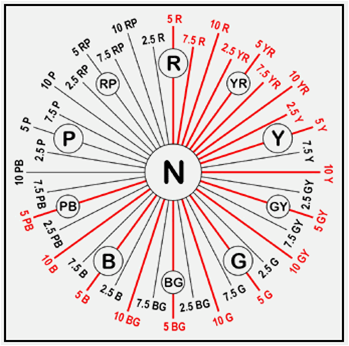 5 R
7.5 R
10 R
2.5 YR
5 YR
7.5 YR
10 YR
2.5 Y
5 Y
7.5 Y
10 Y
2.5 GY
5 GY
7.5 GY
10 GY
2.5 G
5 G
7.5 G
10 G
2.5 BG
5 BG
7.5 BG
10 BG
2.5 B
5 B
7.5 B
10 B
2.5 PB
5 PB
7.5 PB
10 PB
2.5 P
5 P
7.5 P
10 P
2.5 RP
5 RP
7.5 RP
10 RP
2.5 R
R
YR
Y
GY
G
BG
B
PB
P
RP
N